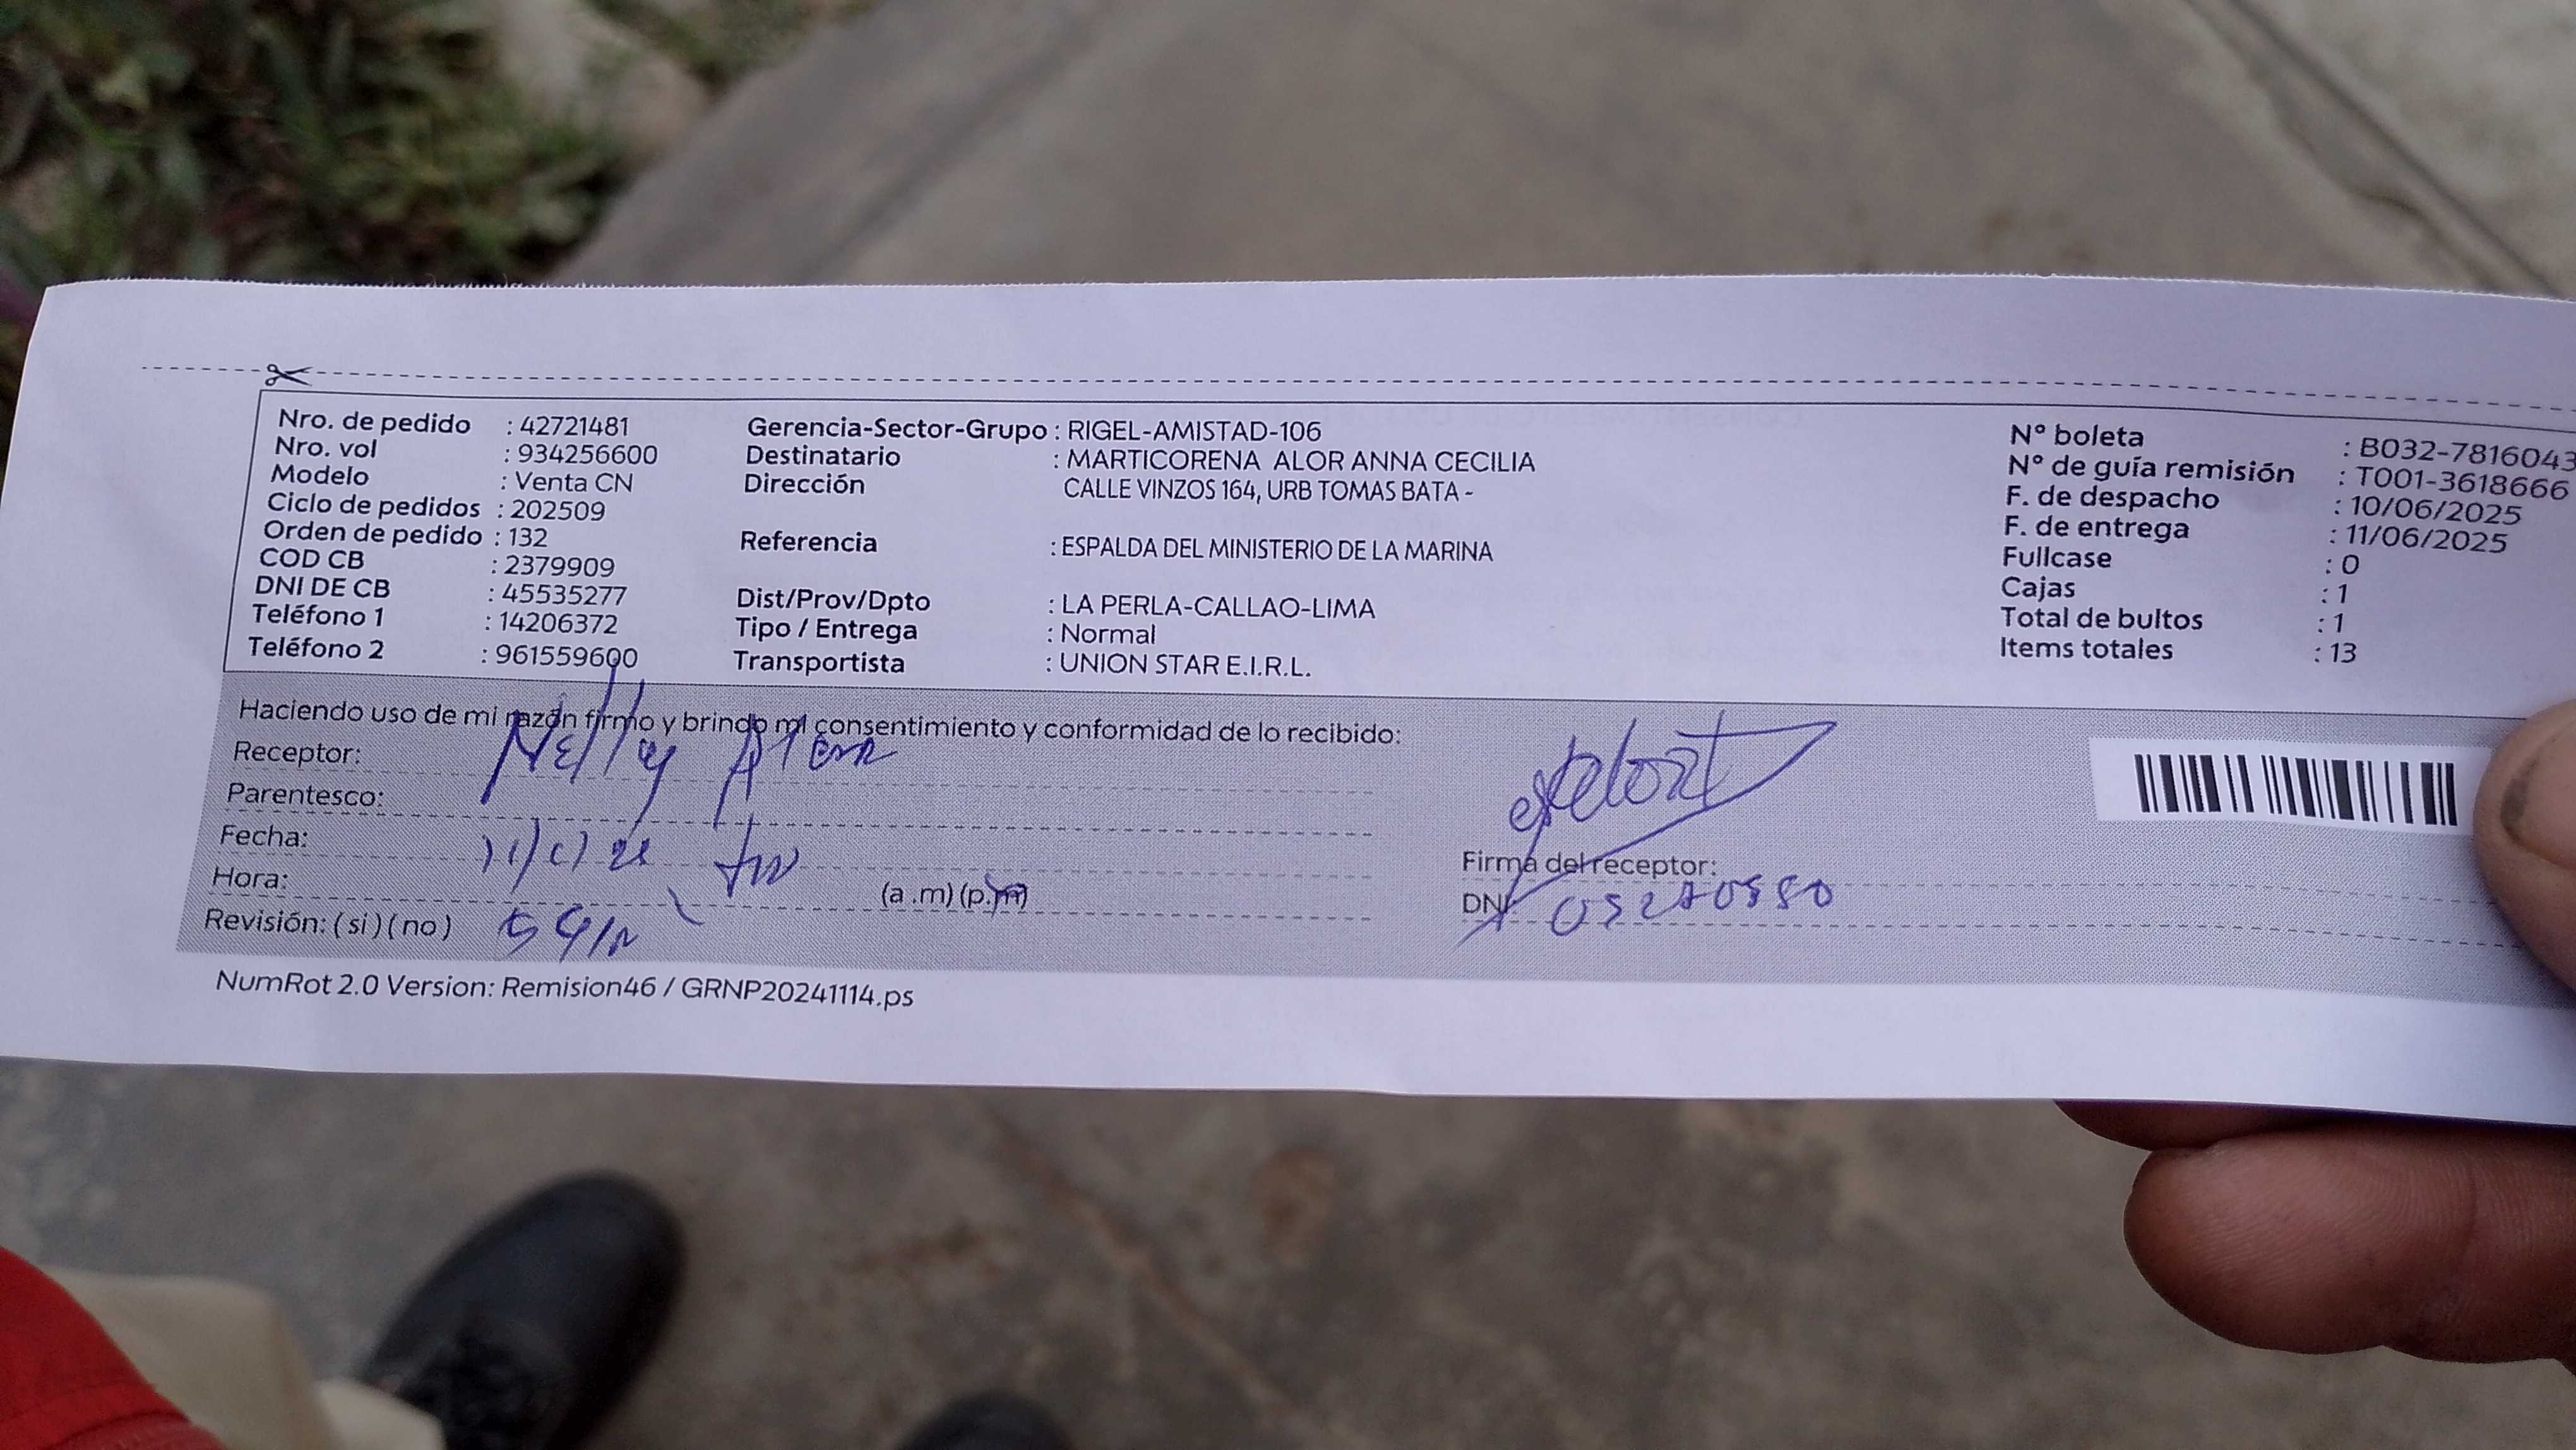 Nro. de pedido : 42721481
Nro. vol : 934256600
Modelo : Venta CN
Ciclo de pedidos : 202509
Orden de pedido : 132
COD CB : 2379909
DNI DE CB : 45535277
Teléfono 1 : 14206372
Teléfono 2 : 961559600
Gerencia-Sector-Grupo : RIGEL-AMISTAD-106
Destinatario : MARTICORENA ALOR ANNA CECILIA
Dirección CALLE VINZOS 164, URB TOMAS BATA -
Referencia : ESPALDA DEL MINISTERIO DE LA MARINA
Dist/Prov/Dpto : LA PERLA-CALLAO-LIMA
Tipo / Entrega : Normal
Transportista : UNION STAR E.I.R.L.
N° boleta : B032-7816043
N° de guía remisión : T001-3618666
F. de despacho : 10/06/2025
F. de entrega : 11/06/2025
Fullcase : 0
Cajas : 1
Total de bultos : 1
Items totales : 13
Haciendo uso de mi razón firmo y brindo mi consentimiento y conformidad de lo recibido:
Receptor: Nelly
Parentesco:
Fecha:
Hora: (a.m) (p.m)
Revisión: ( si ) ( no )
Firma del receptor:
DNI:
NumRot 2.0 Version: Remision46 / GRNP20241114.ps